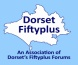 Dorset
Fiftyplus
An Association of
Dorset's Fiftyplus Forums